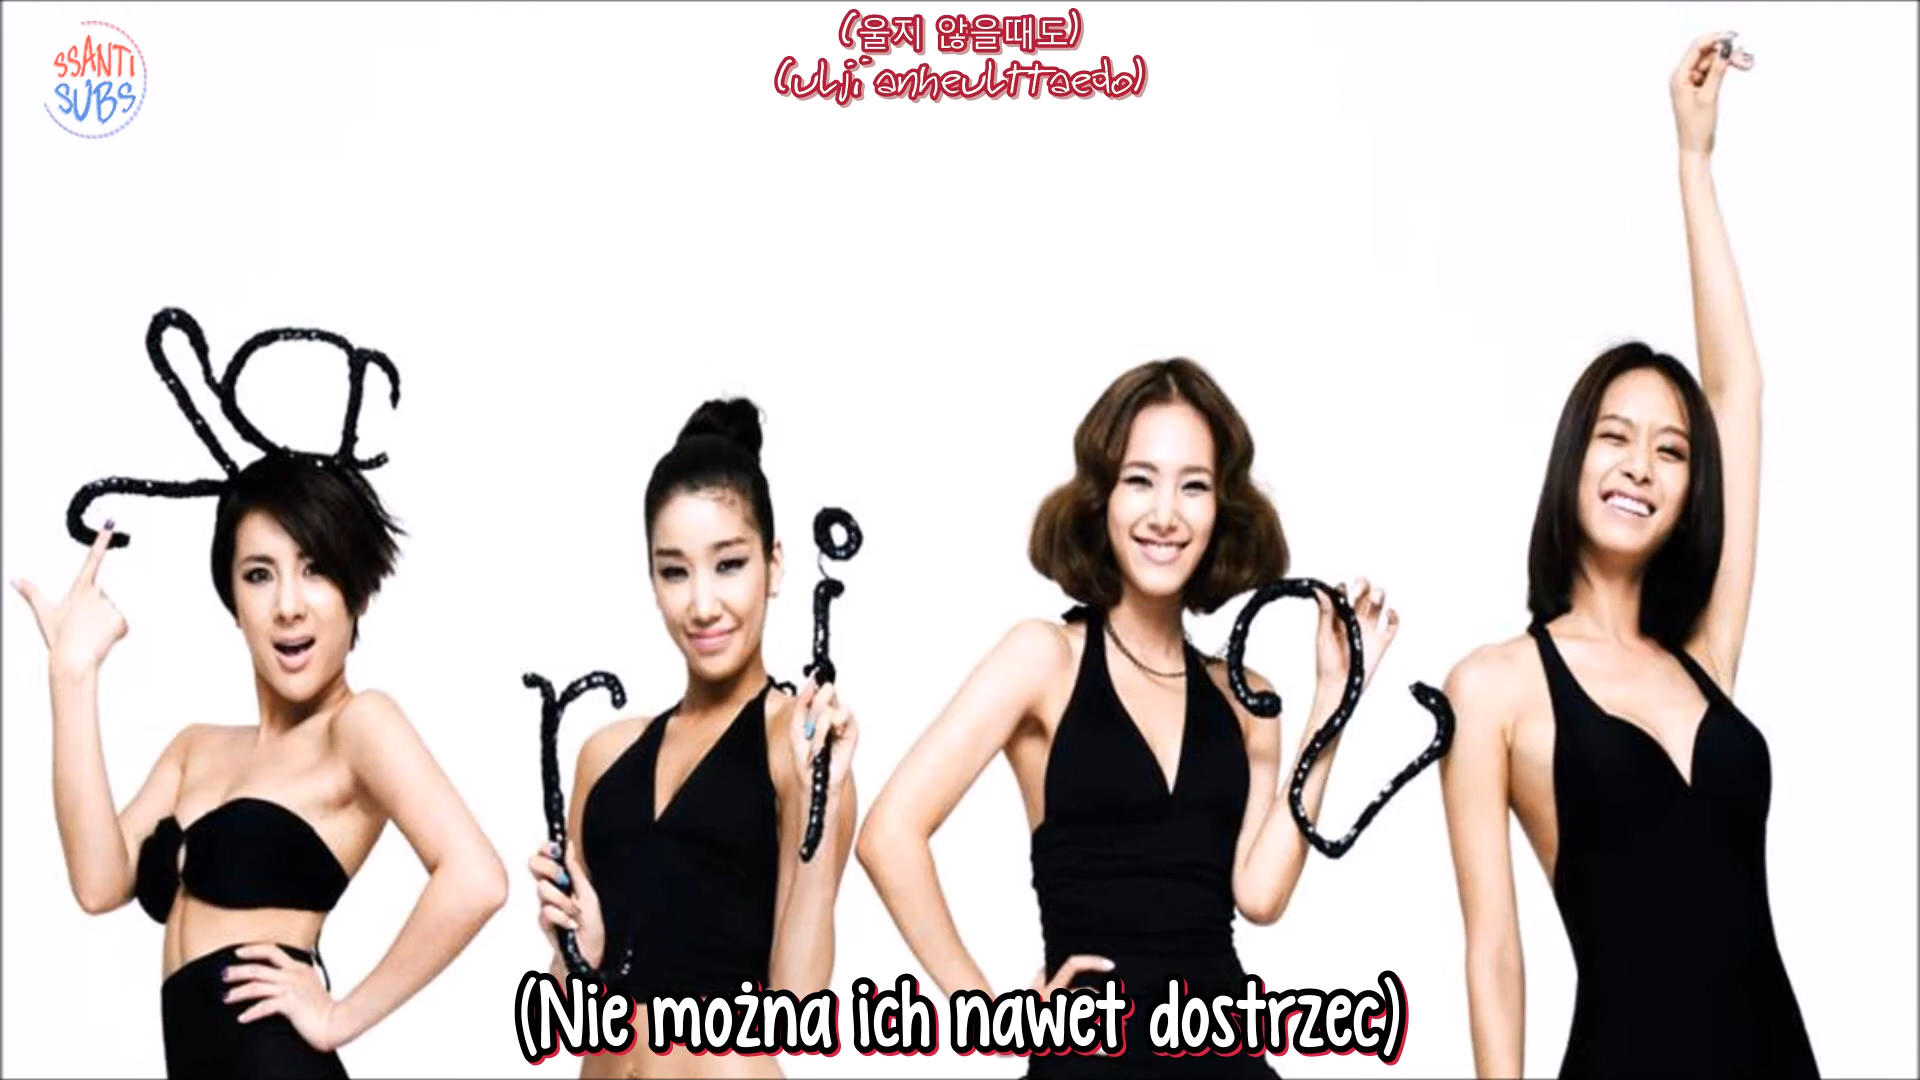 SSANTI
SUBS
(울지 않을때도)
(ulji anheulttaedo)
(Nie można ich nawet dostrzec)